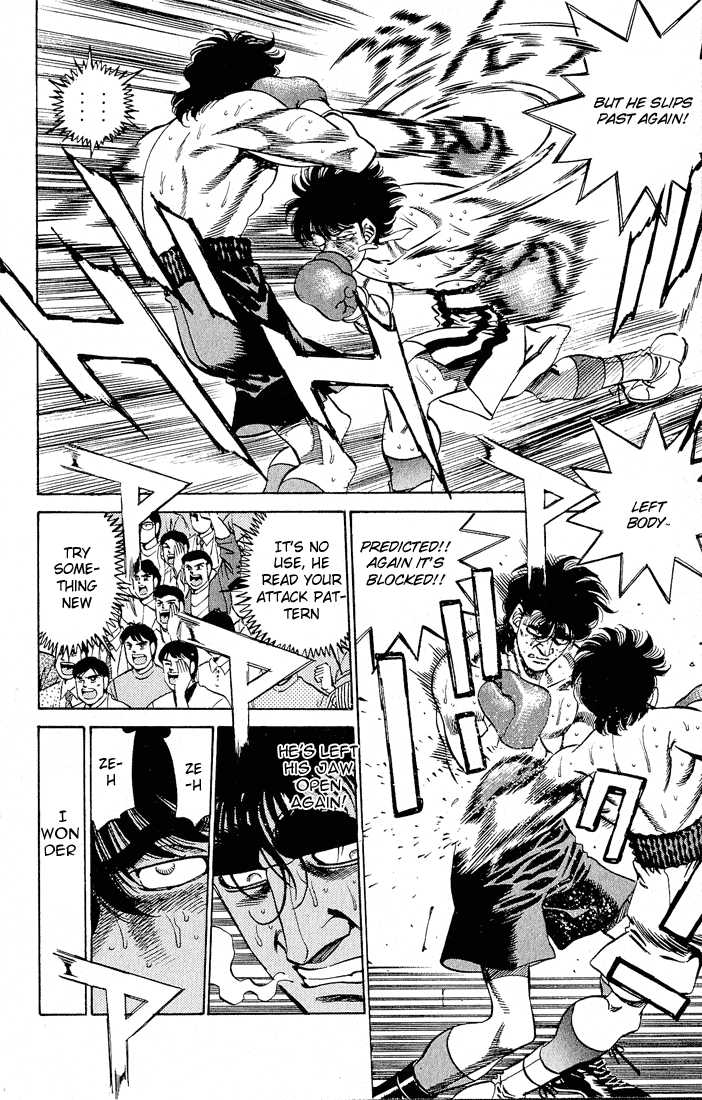 BUT HE SLIPS
PAST AGAIN!
....
LEFT
BODY~
PREDICTED!!
AGAIN IT'S
BLOCKED!!
IT'S NO
USE, HE
READ YOUR
ATTACK PAT-
TERN
TRY
SOME-
THING
NEW
HE'S LEFT
HIS JAW
OPEN
AGAIN!
ZE-
H
ZE-
H
I
WON
DER